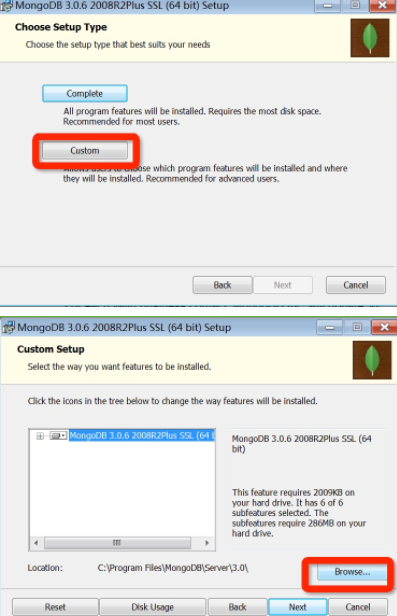 MongoDB 3.0.6 2008R2Plus SSL (64 bit) Setup
Choose Setup Type
Choose the setup type that best suits your needs
Complete
All program features will be installed. Requires the most disk space.
Recommended for most users.
Custom
Allows users to choose which program features will be installed and where
they will be installed. Recommended for advanced users.
Back Next Cancel
MongoDB 3.0.6 2008R2Plus SSL (64 bit) Setup
Custom Setup
Select the way you want features to be installed.
Click the icons in the tree below to change the way features will be installed.
MongoDB 3.0.6 2008R2Plus SSL (64
MongoDB 3.0.6 2008R2Plus SSL (64
bit)
This feature requires 2009KB on
your hard drive. It has 6 of 6
subfeatures selected. The
subfeatures require 286MB on your
hard drive.
Location: C:\Program Files\MongoDB\Server\3.0\
Browse...
Reset Disk Usage Back Next Cancel